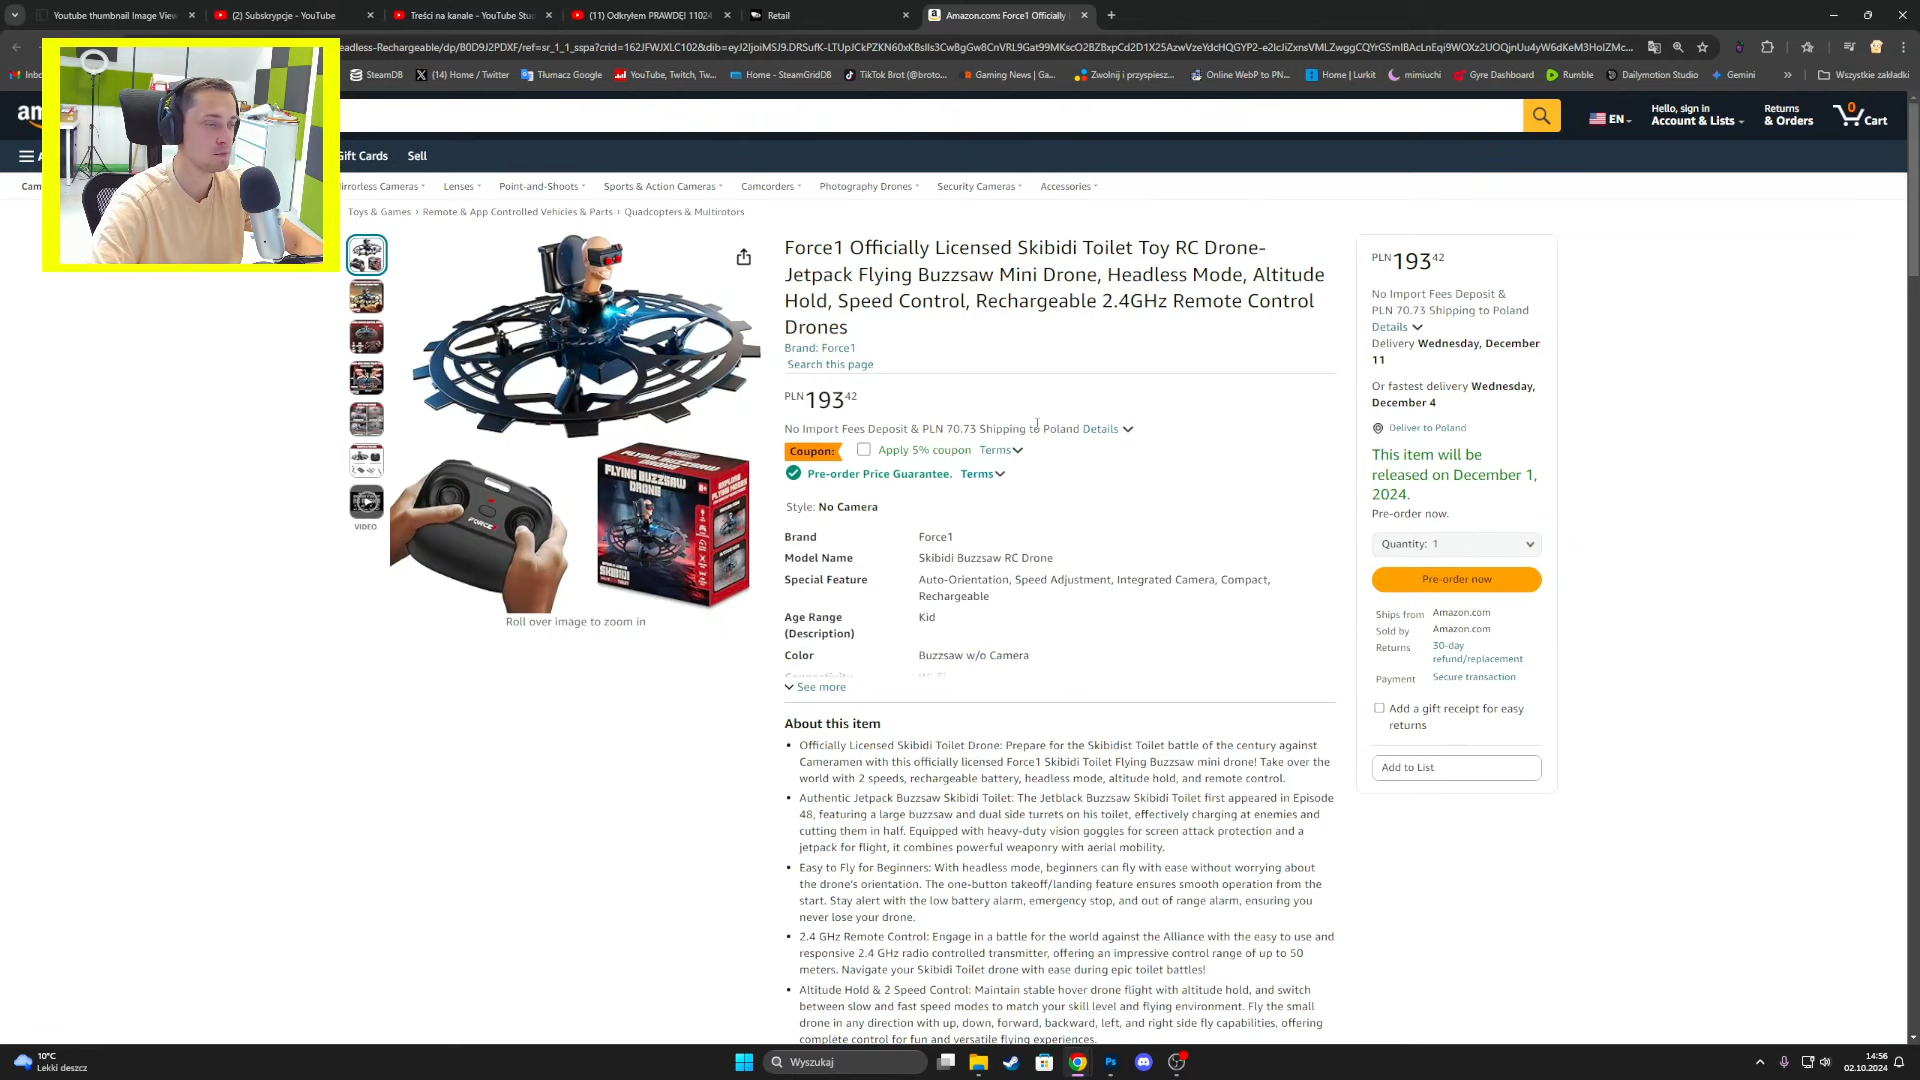 Youtube thumbnail Image View
(2) Subskrypcje - YouTube
Treści na kanale - YouTube Stud
(11) Odkryłem PRAWDĘ! 11024
Retail
Amazon.com: Force1 Officially L
Inbo
SteamDB
(14) Home / Twitter
Tłumacz Google
YouTube, Twitch, Tw...
Home - SteamGridDB
TikTok Brot (@broto...
Gaming News | Ga...
Zwolnij i przyspiesz...
Online WebP to PN...
Home | Lurkit
mimiuchi
Gyre Dashboard
Rumble
Dailymotion Studio
Gemini
Wszystkie zakładki
am
EN
Hello, sign in
Account & Lists
Returns
& Orders
0
Cart
Gift Cards
Sell
Cam
Mirrorless Cameras
Lenses
Point-and-Shoots
Sports & Action Cameras
Camcorders
Photography Drones
Security Cameras
Accessories
Toys & Games › Remote & App Controlled Vehicles & Parts › Quadcopters & Multirotors
VIDEO
FLYING BUZZSAW
DRONE
FORCE1
SKIBIDI
Roll over image to zoom in
Force1 Officially Licensed Skibidi Toilet Toy RC Drone-
Jetpack Flying Buzzsaw Mini Drone, Headless Mode, Altitude
Hold, Speed Control, Rechargeable 2.4GHz Remote Control
Drones
Brand: Force1
Search this page
PLN 193 42
No Import Fees Deposit & PLN 70.73 Shipping to Poland Details
Coupon: Apply 5% coupon Terms
Pre-order Price Guarantee. Terms
Style: No Camera
Brand Force1
Model Name Skibidi Buzzsaw RC Drone
Special Feature Auto-Orientation, Speed Adjustment, Integrated Camera, Compact,
Rechargeable
Age Range Kid
(Description)
Color Buzzsaw w/o Camera
Connectivity Wi-Fi
See more
About this item
• Officially Licensed Skibidi Toilet Drone: Prepare for the Skibidist Toilet battle of the century against
Cameramen with this officially licensed Force1 Skibidi Toilet Flying Buzzsaw mini drone! Take over the
world with 2 speeds, rechargeable battery, headless mode, altitude hold, and remote control.
• Authentic Jetpack Buzzsaw Skibidi Toilet: The Jetblack Buzzsaw Skibidi Toilet first appeared in Episode
48, featuring a large buzzsaw and dual side turrets on his toilet, effectively charging at enemies and
cutting them in half. Equipped with heavy-duty vision goggles for screen attack protection and a
jetpack for flight, it combines powerful weaponry with aerial mobility.
• Easy to Fly for Beginners: With headless mode, beginners can fly with ease without worrying about
the drone's orientation. The one-button takeoff/landing feature ensures smooth operation from the
start. Stay alert with the low battery alarm, emergency stop, and out of range alarm, ensuring you
never lose your drone.
• 2.4 GHz Remote Control: Engage in a battle for the world against the Alliance with the easy to use and
responsive 2.4 GHz radio controlled transmitter, offering an impressive control range of up to 50
meters. Navigate your Skibidi Toilet drone with ease during epic toilet battles!
• Altitude Hold & 2 Speed Control: Maintain stable hover drone flight with altitude hold, and switch
between slow and fast speed modes to match your skill level and flying environment. Fly the small
drone in any direction with up, down, forward, backward, left, and right side fly capabilities, offering
complete control for fun and versatile flying experiences.
PLN 193 42
No Import Fees Deposit &
PLN 70.73 Shipping to Poland
Details
Delivery Wednesday, December
11
Or fastest delivery Wednesday,
December 4
Deliver to Poland
This item will be
released on December 1,
2024.
Pre-order now.
Quantity: 1
Pre-order now
Ships from Amazon.com
Sold by Amazon.com
Returns 30-day
refund/replacement
Payment Secure transaction
Add a gift receipt for easy
returns
Add to List
10°C
Lekki deszcz
Wyszukaj
14:56
02.10.2024